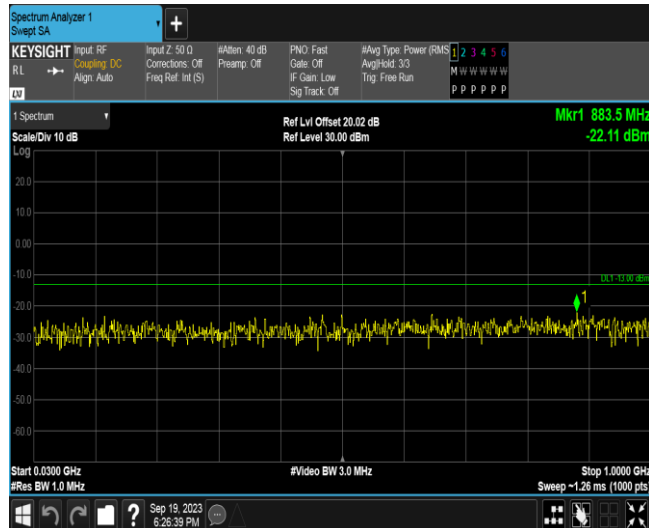 Spectrum Analyzer 1
Swept SA
KEYSIGHT
RL
LXI
Input: RF
Coupling: DC
Align: Auto
Input Z: 50 Ω
Corrections: Off
Freq Ref: Int (S)
#Atten: 40 dB
Preamp: Off
PNO: Fast
Gate: Off
IF Gain: Low
Sig Track: Off
#Avg Type: Power (RMS
Avg|Hold: 3/3
Trig: Free Run
1 2 3 4 5 6
M W W W W W
P P P P P P
1 Spectrum
Scale/Div 10 dB
Log
Ref Lvl Offset 20.02 dB
Ref Level 30.00 dBm
Mkr1 883.5 MHz
-22.11 dBm
20.0
10.0
0.00
-10.0
DL1 -13.00 dBm
1
-20.0
-30.0
-40.0
-50.0
-60.0
Start 0.0300 GHz
#Res BW 1.0 MHz
#Video BW 3.0 MHz
Stop 1.0000 GHz
Sweep ~1.26 ms (1000 pts)
?
Sep 19, 2023
6:26:39 PM